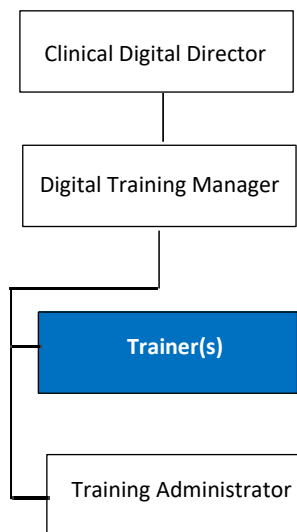 Clinical Digital Director
Digital Training Manager
Trainer(s)
Training Administrator